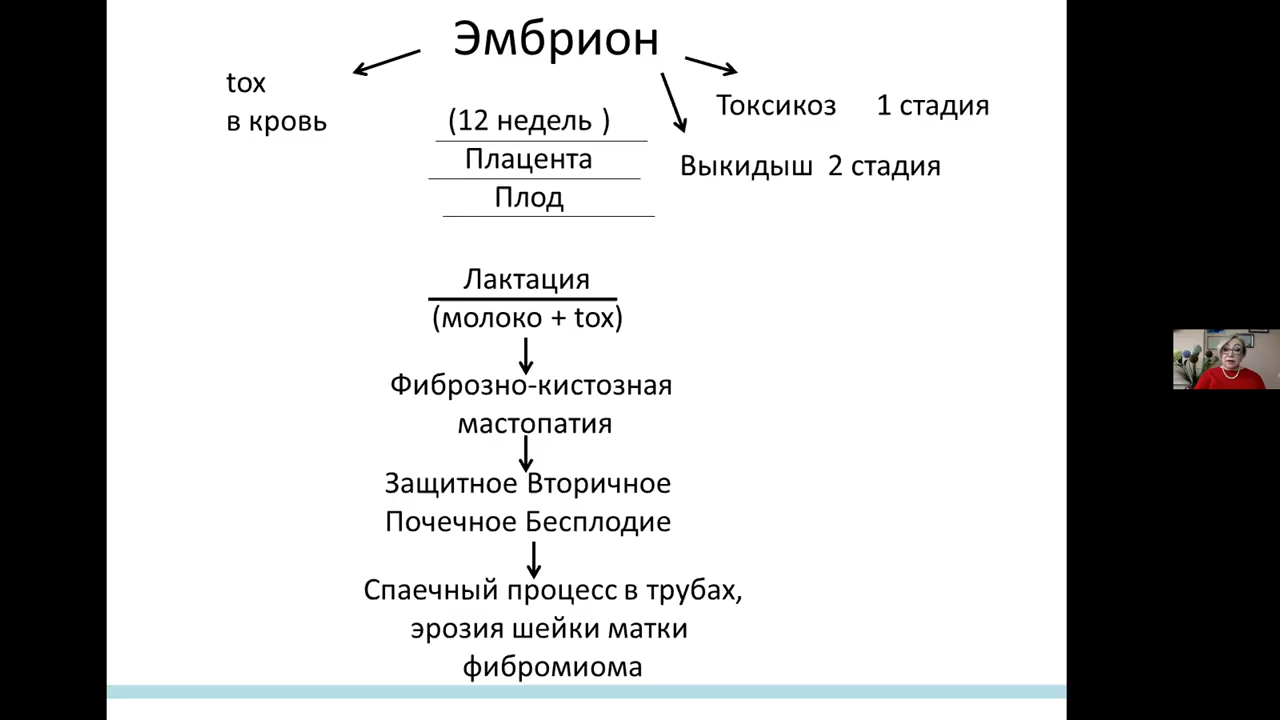 Эмбрион
tox
в кровь
(12 недель )
Плацента
Плод
Токсикоз 1 стадия
Выкидыш 2 стадия
Лактация
(молоко + tox)
Фиброзно-кистозная
мастопатия
Защитное Вторичное
Почечное Бесплодие
Спаечный процесс в трубах,
эрозия шейки матки
фибромиома